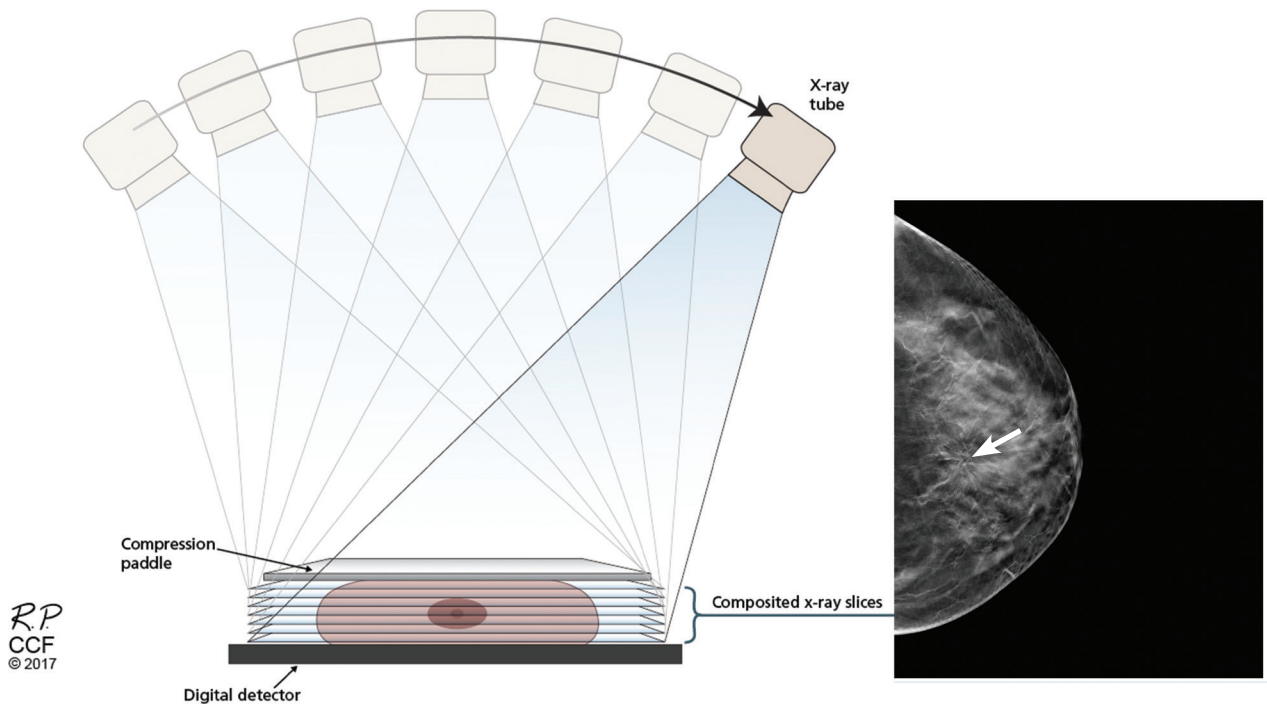 X-ray
tube
Compression
paddle
Composited x-ray slices
R.P
CCF
© 2017
Digital detector